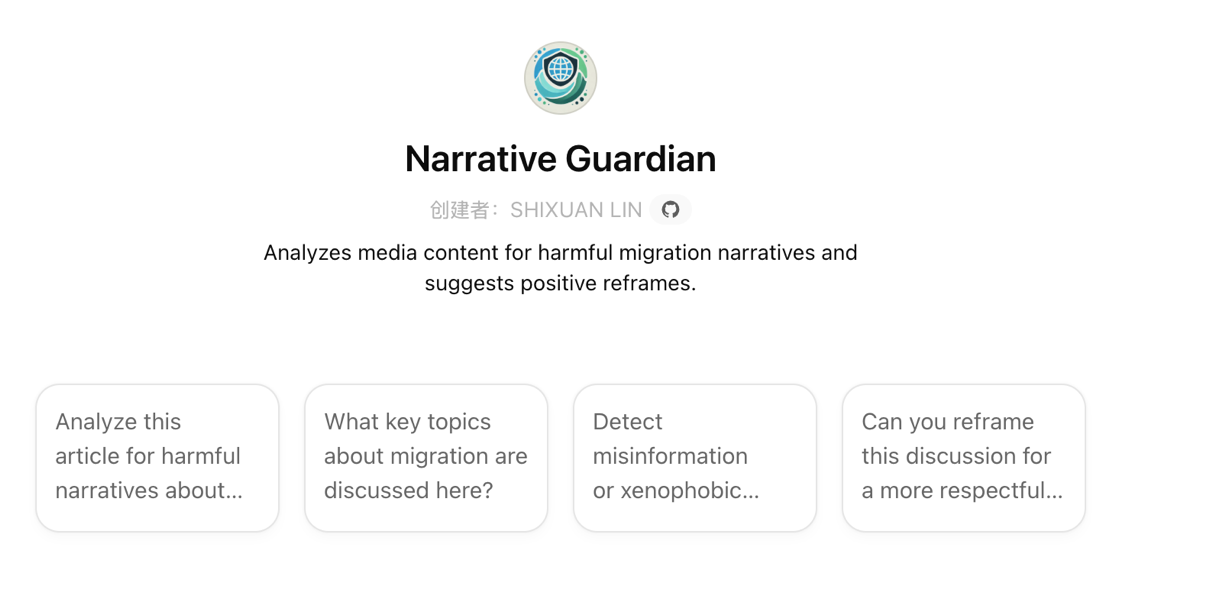 Narrative Guardian
创建者：SHIXUAN LIN
Analyzes media content for harmful migration narratives and
suggests positive reframes.
Analyze this
article for harmful
narratives about...
What key topics
about migration are
discussed here?
Detect
misinformation
or xenophobic...
Can you reframe
this discussion for
a more respectful...